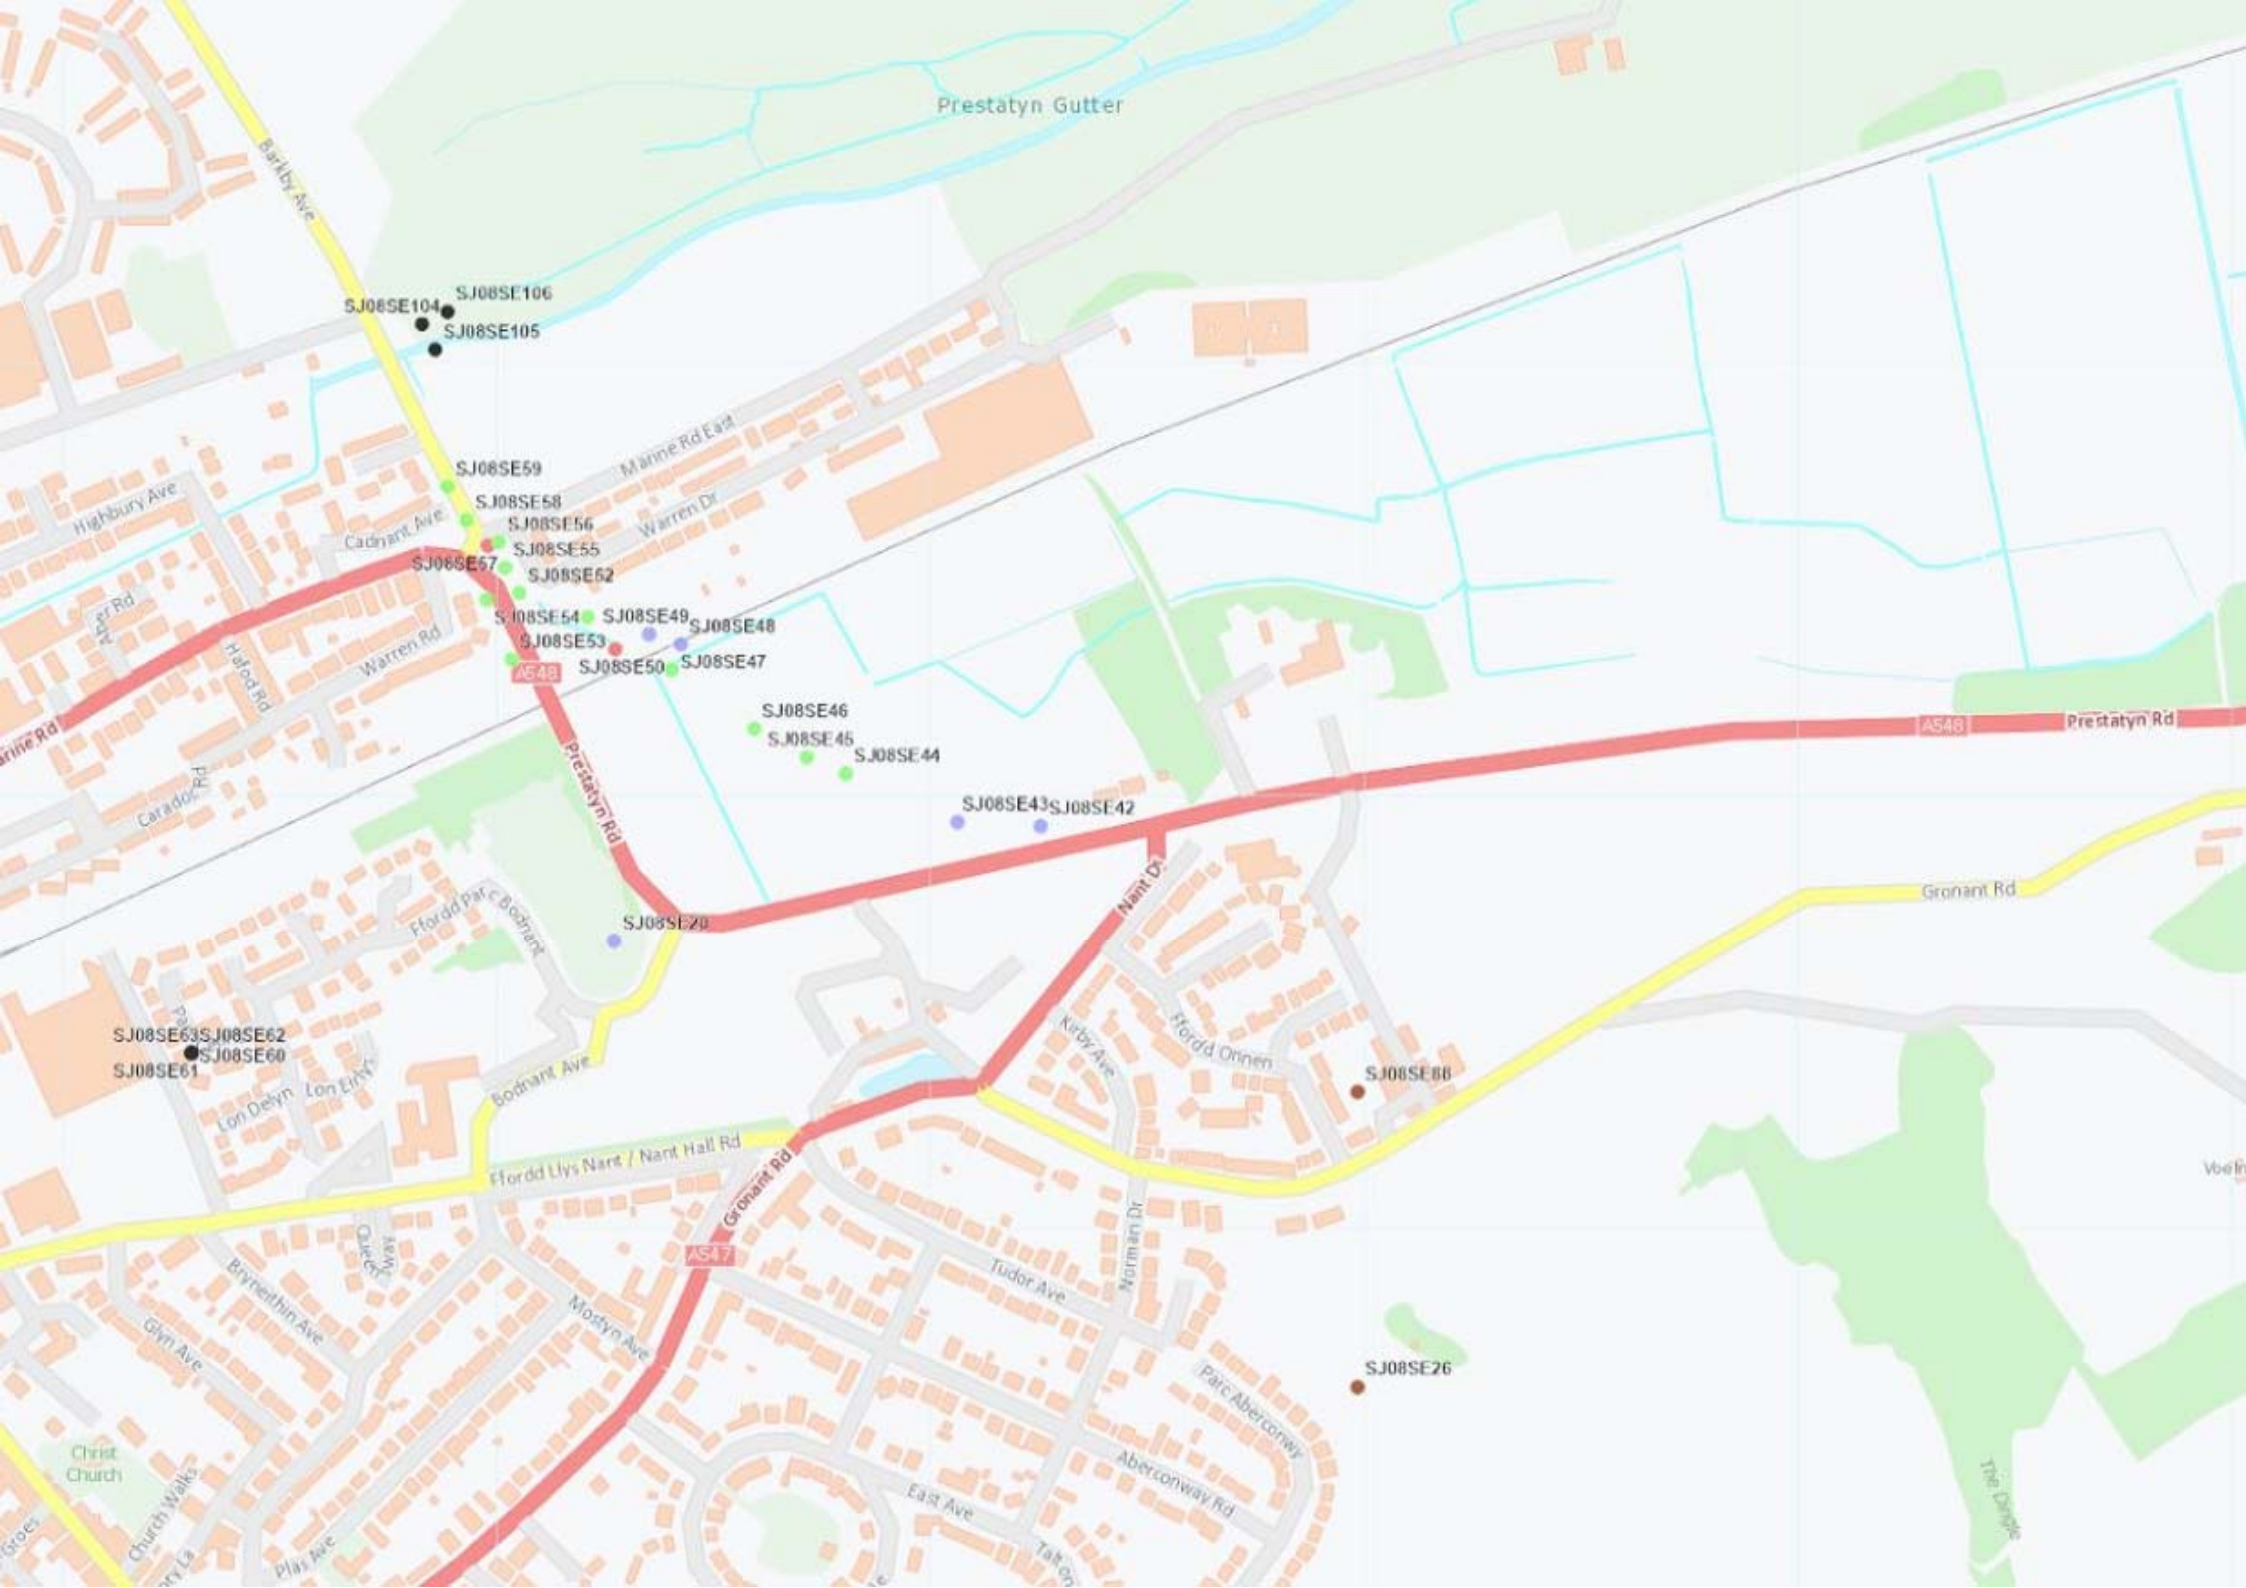 Prestatyn Gutter
Barkby Ave
SJ08SE106
SJ08SE104
SJ08SE105
Marine Rd East
SJ08SE59
Highbury Ave
SJ08SE58
Warren Dr
Cadnant Ave
SJ08SE56
SJ08SE55
SJ08SE57
SJ08SE52
Aber Rd
SJ08SE54
SJ08SE49
SJ08SE48
Warren Rd
SJ08SE53
SJ08SE50
SJ08SE47
A548
Hafod Rd
SJ08SE46
A548
Prestatyn Rd
SJ08SE45
SJ08SE44
Caradoc Rd
Prestatyn Rd
SJ08SE43
SJ08SE42
Nant Dr
Gronant Rd
Ffordd Parc Bodnant
SJ08SE20
SJ08SE63
SJ08SE62
SJ08SE60
SJ08SE61
Kirby Ave
Ffordd Onnen
SJ08SE88
Lon Delyn
Bodnant Ave
Ffordd Llys Nant / Nant Hall Rd
Gronant Rd
Norman Dr
Queen
Way
A547
Bryneithin Ave
Tudor Ave
Glyn Ave
Mostyn Ave
SJ08SE26
Parc Aberconwy
Christ
Church
Church Walks
Aberconway Rd
East Ave
The Dingle
Plas Ave